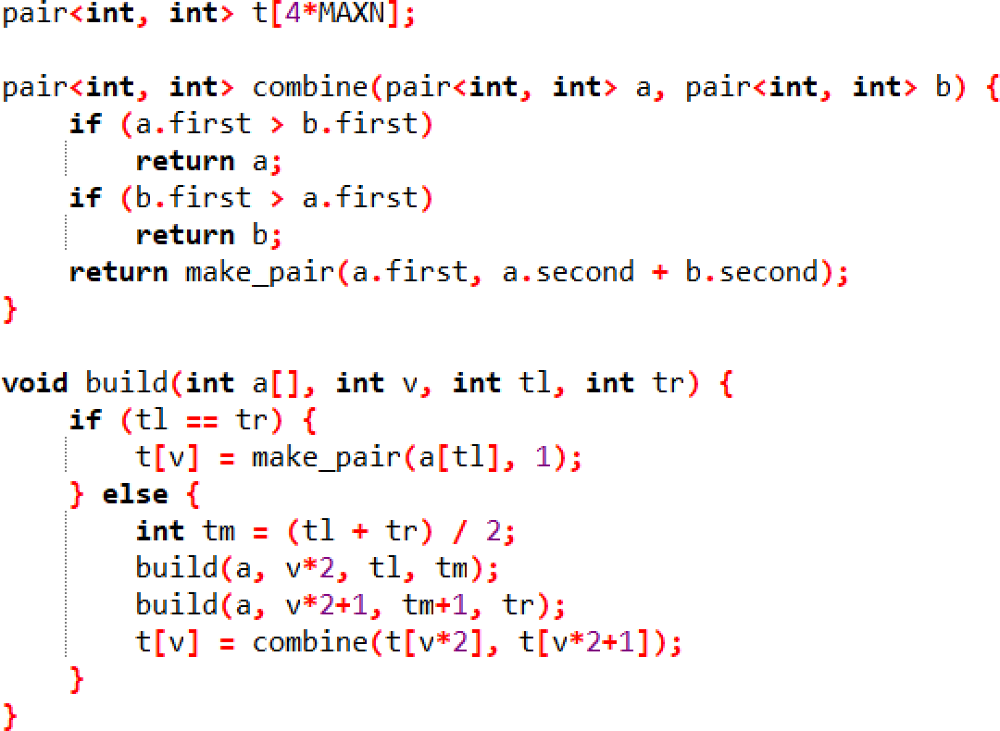 pair<int, int> t[4*MAXN];

pair<int, int> combine(pair<int, int> a, pair<int, int> b) {
    if (a.first > b.first)
        return a;
    if (b.first > a.first)
        return b;
    return make_pair(a.first, a.second + b.second);
}

void build(int a[], int v, int tl, int tr) {
    if (tl == tr) {
        t[v] = make_pair(a[tl], 1);
    } else {
        int tm = (tl + tr) / 2;
        build(a, v*2, tl, tm);
        build(a, v*2+1, tm+1, tr);
        t[v] = combine(t[v*2], t[v*2+1]);
    }
}